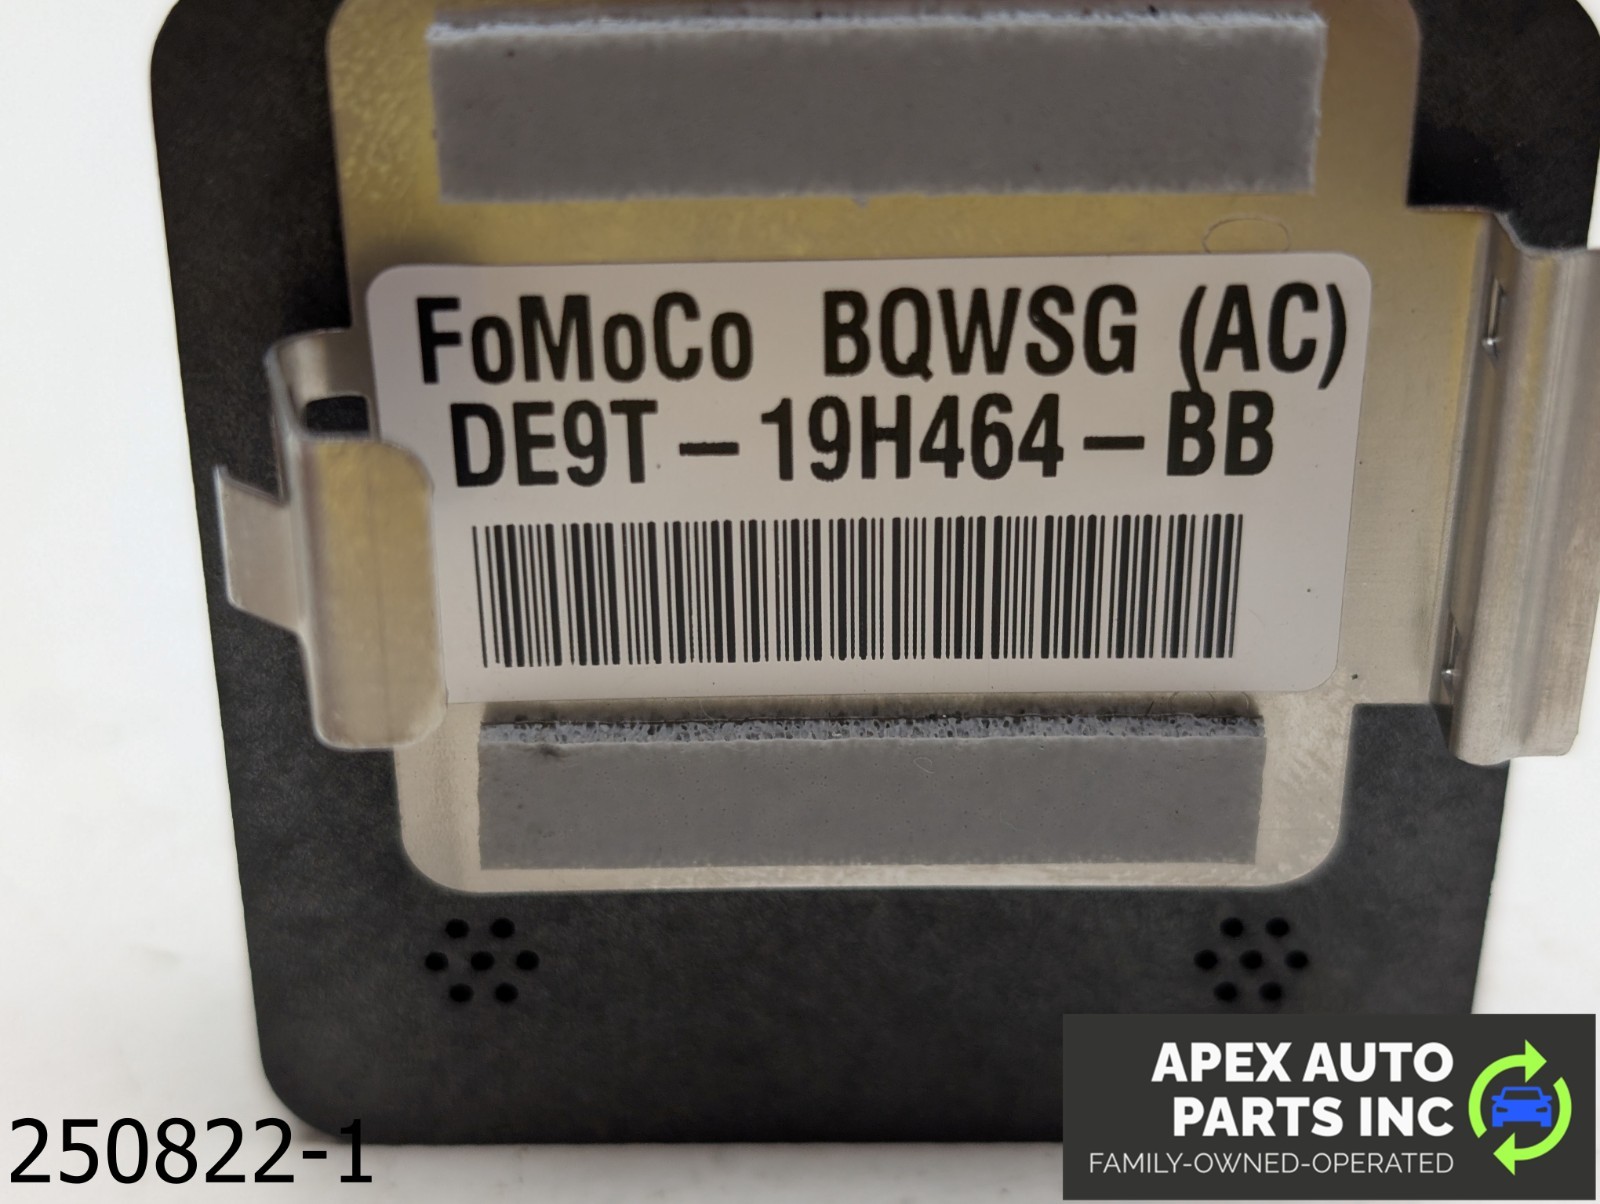 FoMoCo BQWSG (AC)
DE9T-19H464-BB
250822-1
APEX AUTO
PARTS INC
FAMILY-OWNED-OPERATED